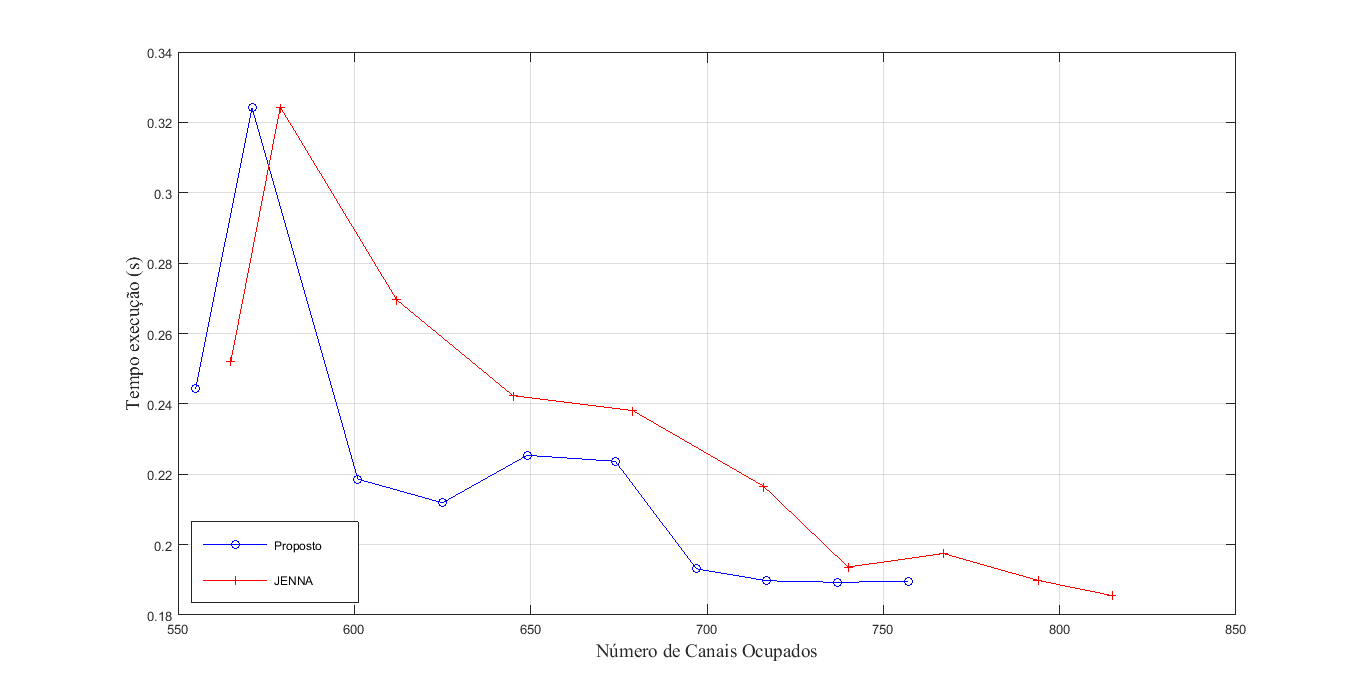 0.34
0.32
0.3
0.28
0.26
0.24
0.22
0.2
0.18
Tempo execução (s)
Proposto
JENNA
550 600 650 700 750 800 850
Número de Canais Ocupados